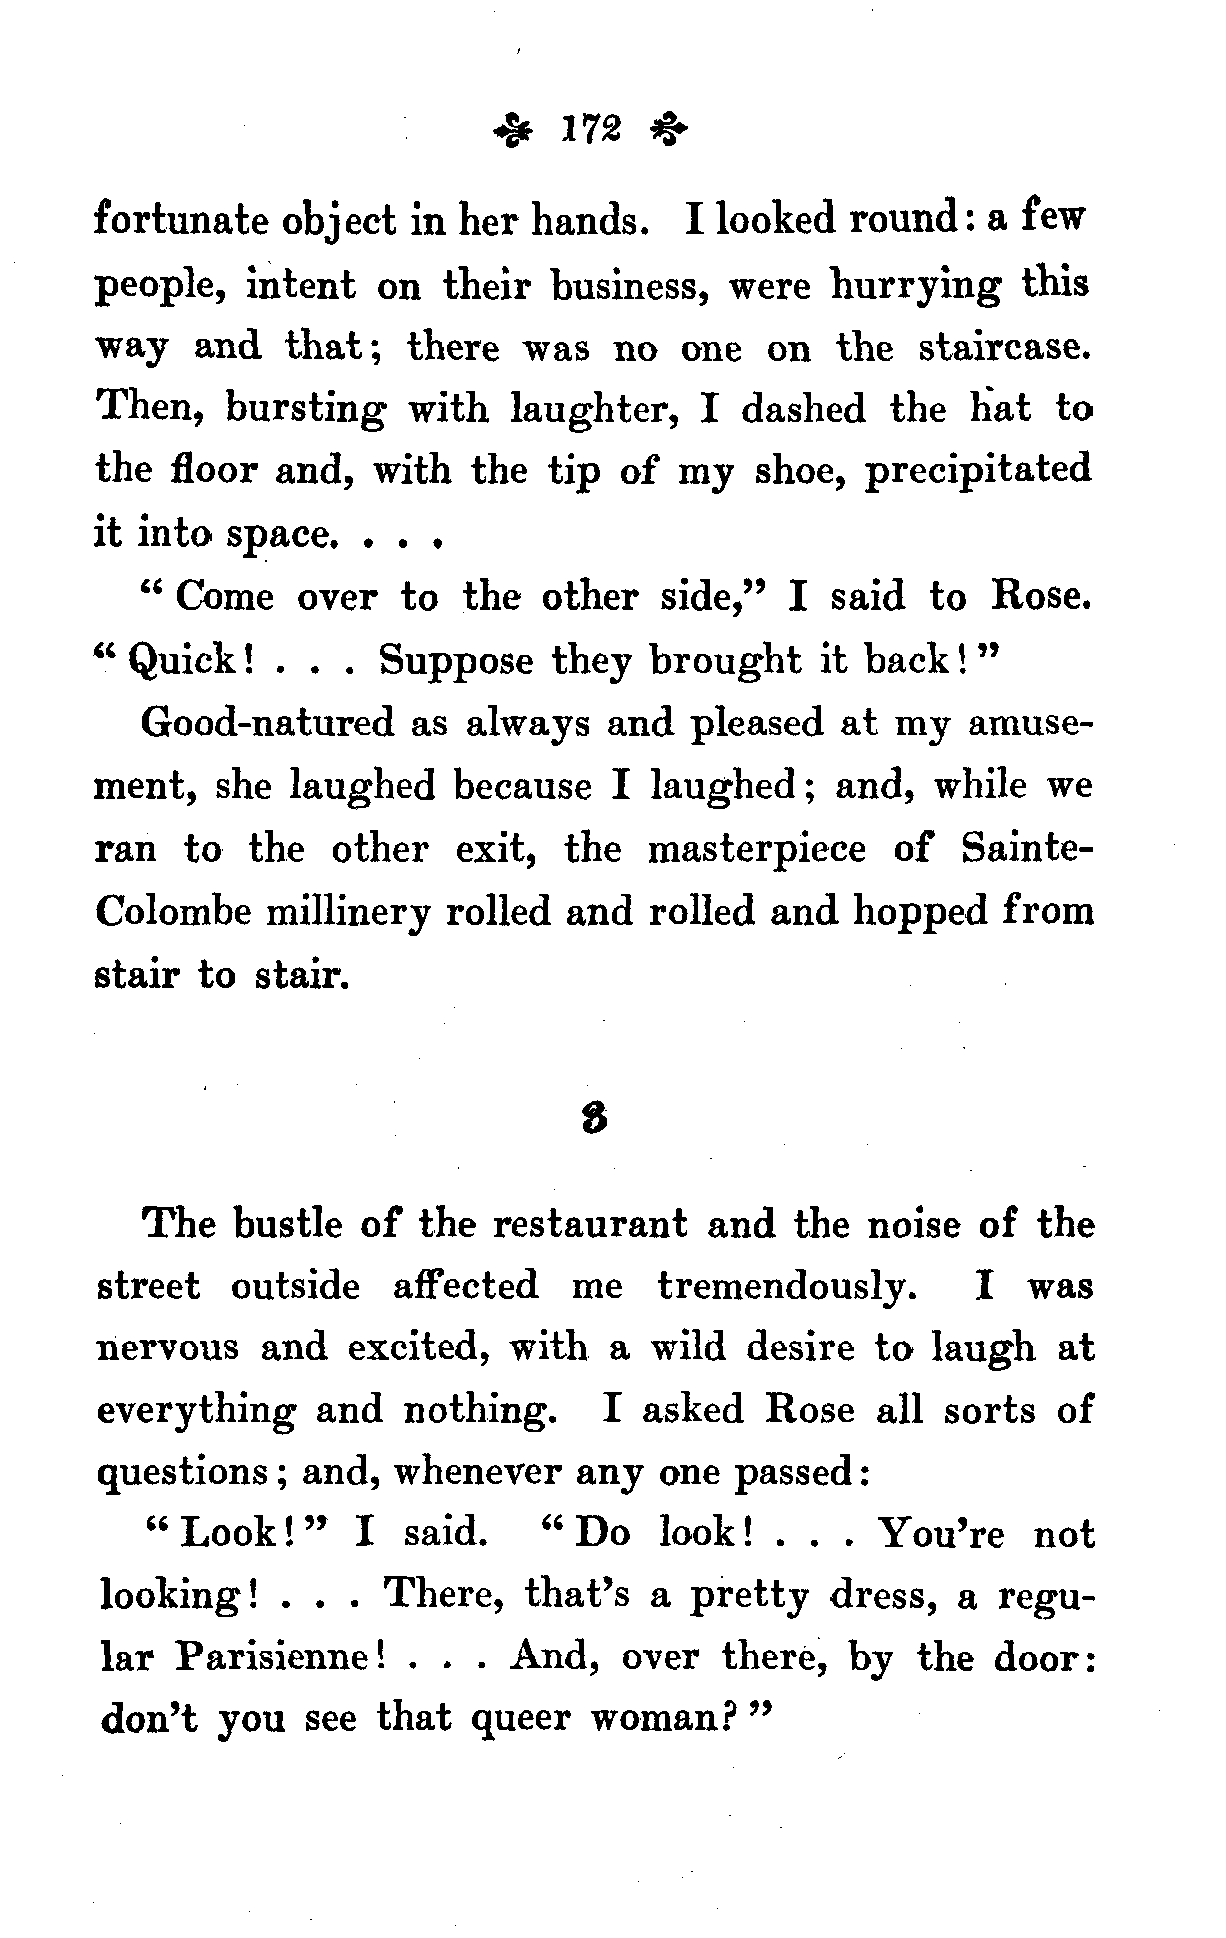 172
fortunate object in her hands. I looked round: a few
people, intent on their business, were hurrying this
way and that; there was no one on the staircase.
Then, bursting with laughter, I dashed the hat to
the floor and, with the tip of my shoe, precipitated
it into space. . . .
“Come over to the other side,” I said to Rose.
“Quick! . . . Suppose they brought it back!”
Good-natured as always and pleased at my amuse-
ment, she laughed because I laughed; and, while we
ran to the other exit, the masterpiece of Sainte-
Colombe millinery rolled and rolled and hopped from
stair to stair.
3
The bustle of the restaurant and the noise of the
street outside affected me tremendously. I was
nervous and excited, with a wild desire to laugh at
everything and nothing. I asked Rose all sorts of
questions; and, whenever any one passed:
“Look!” I said. “Do look! . . . You’re not
looking! . . . There, that’s a pretty dress, a regu-
lar Parisienne! . . . And, over there, by the door:
don’t you see that queer woman?”